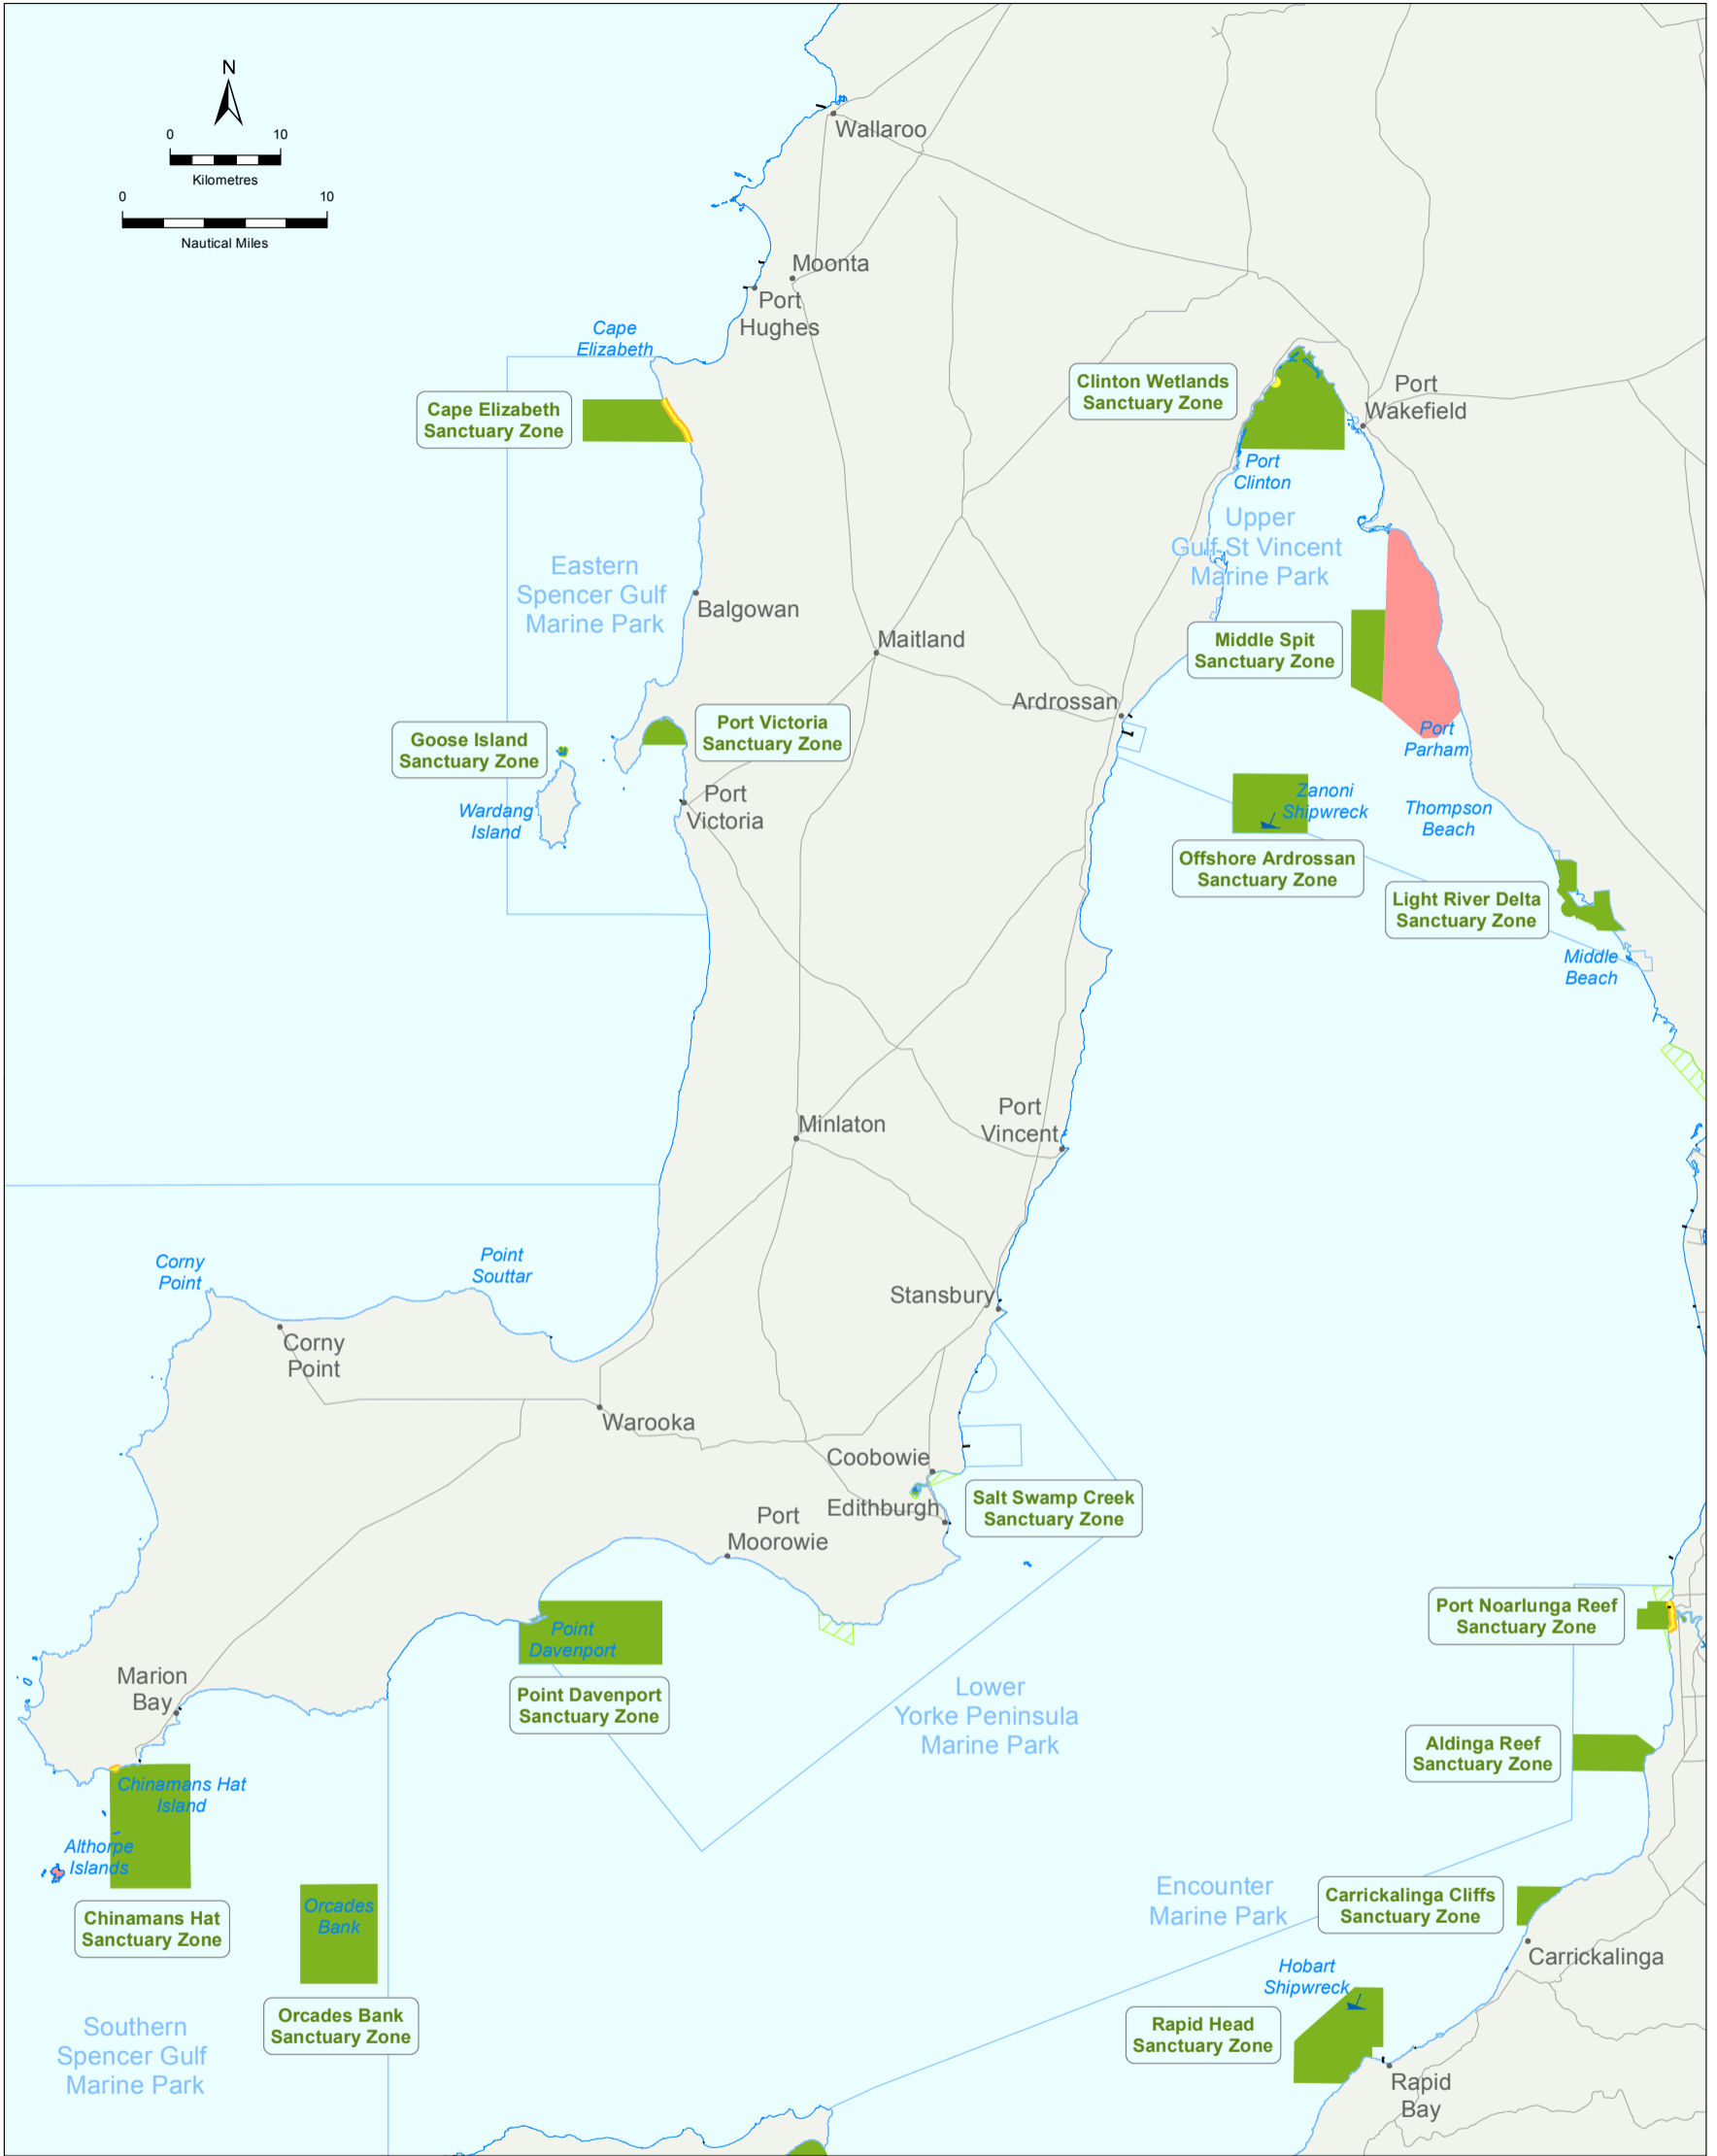 N
0 10
Kilometres
0 10
Nautical Miles
Wallaroo
Moonta
Port
Hughes
Cape
Elizabeth
Cape Elizabeth
Sanctuary Zone
Clinton Wetlands
Sanctuary Zone
Port
Wakefield
Port
Clinton
Upper
Gulf St Vincent
Marine Park
Eastern
Spencer Gulf
Marine Park
Balgowan
Maitland
Middle Spit
Sanctuary Zone
Ardrossan
Port Victoria
Sanctuary Zone
Goose Island
Sanctuary Zone
Port
Parham
Wardang
Island
Port
Victoria
Zanoni
Shipwreck
Thompson
Beach
Offshore Ardrossan
Sanctuary Zone
Light River Delta
Sanctuary Zone
Middle
Beach
Minlaton
Port
Vincent
Corny
Point
Point
Souttar
Stansbury
Corny
Point
Warooka
Coobowie
Edithburgh
Salt Swamp Creek
Sanctuary Zone
Port
Moorowie
Port Noarlunga Reef
Sanctuary Zone
Point
Davenport
Marion
Bay
Point Davenport
Sanctuary Zone
Lower
Yorke Peninsula
Marine Park
Aldinga Reef
Sanctuary Zone
Chinamans Hat
Island
Althorpe
Islands
Chinamans Hat
Sanctuary Zone
Orcades
Bank
Encounter
Marine Park
Carrickalinga Cliffs
Sanctuary Zone
Carrickalinga
Hobart
Shipwreck
Orcades Bank
Sanctuary Zone
Rapid Head
Sanctuary Zone
Southern
Spencer Gulf
Marine Park
Rapid
Bay